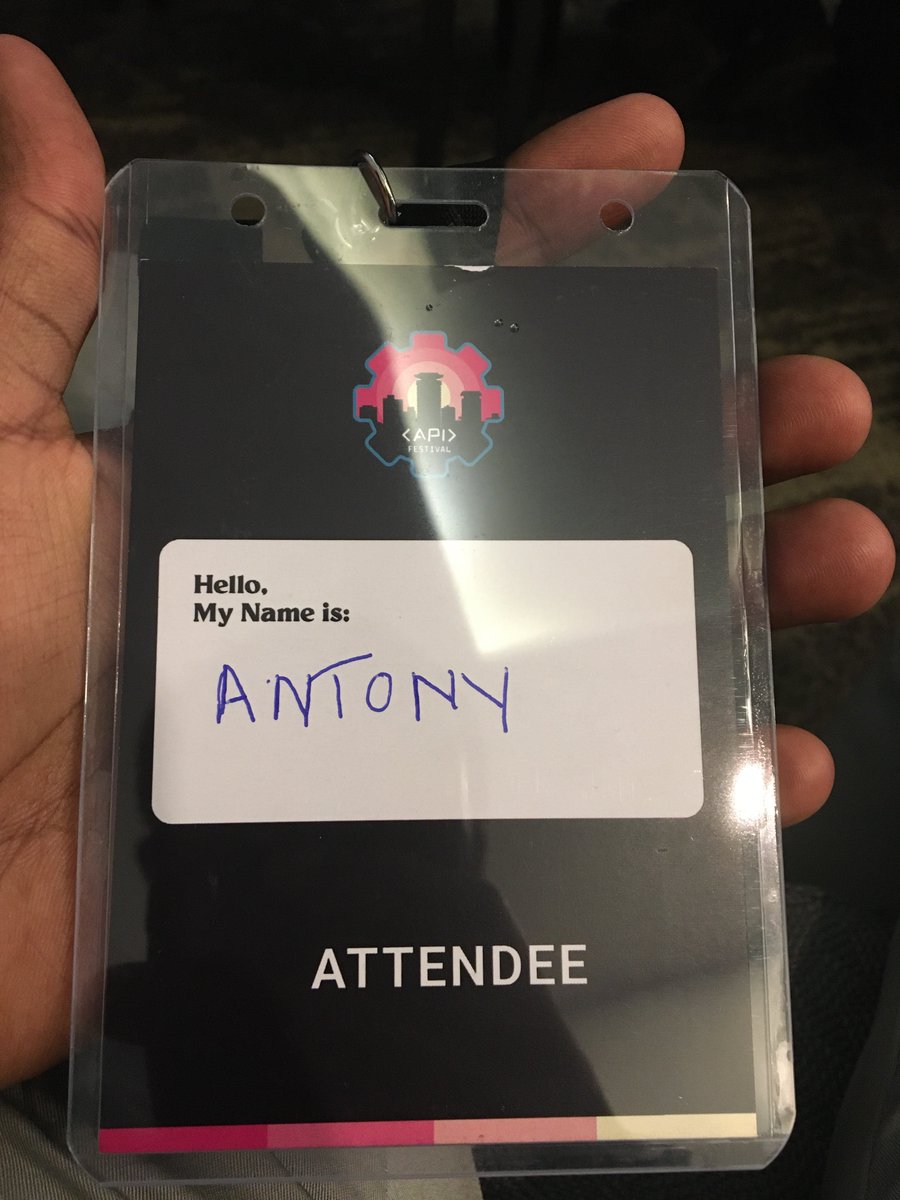 <API>
FESTIVAL
Hello,
My Name is:
ANTONY
ATTENDEE